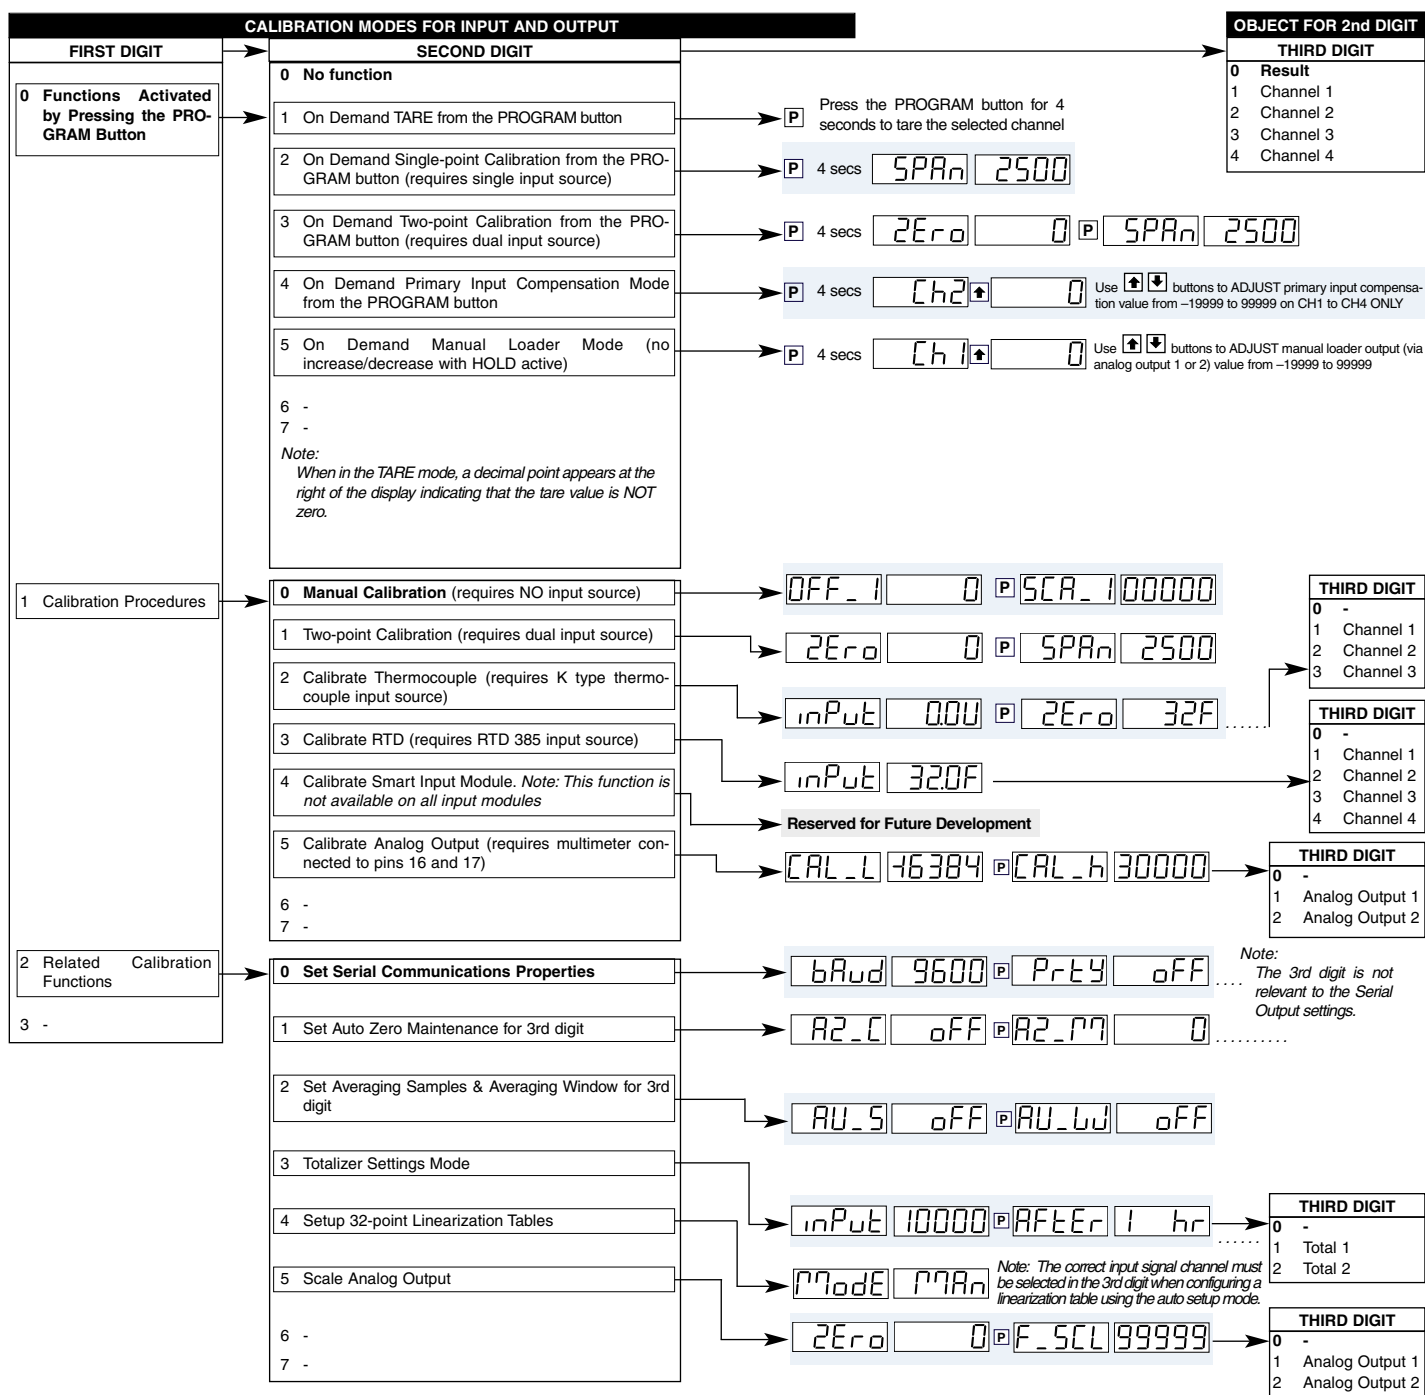 CALIBRATION MODES FOR INPUT AND OUTPUT
OBJECT FOR 2nd DIGIT
FIRST DIGIT
SECOND DIGIT
THIRD DIGIT
0 Result
1 Channel 1
2 Channel 2
3 Channel 3
4 Channel 4
0 Functions Activated
by Pressing the PRO-
GRAM Button
0 No function
1 On Demand TARE from the PROGRAM button
P
Press the PROGRAM button for 4
seconds to tare the selected channel
2 On Demand Single-point Calibration from the PRO-
GRAM button (requires single input source)
P 4 secs SPAn 2500
3 On Demand Two-point Calibration from the PRO-
GRAM button (requires dual input source)
P 4 secs ZEro 0 P SPAn 2500
4 On Demand Primary Input Compensation Mode
from the PROGRAM button
P 4 secs Ch2 0
Use buttons to ADJUST primary input compensa-
tion value from –19999 to 99999 on CH1 to CH4 ONLY
5 On Demand Manual Loader Mode (no
increase/decrease with HOLD active)
P 4 secs Ch1 0
Use buttons to ADJUST manual loader output (via
analog output 1 or 2) value from –19999 to 99999
6 -
7 -
Note:
When in the TARE mode, a decimal point appears at the
right of the display indicating that the tare value is NOT
zero.
1 Calibration Procedures
0 Manual Calibration (requires NO input source)
OFF_1 0 P SCA_1 00000
1 Two-point Calibration (requires dual input source)
ZEro 0 P SPAn 2500
2 Calibrate Thermocouple (requires K type thermo-
couple input source)
inPut 0.0U P ZEro 32F ......
THIRD DIGIT
0 -
1 Channel 1
2 Channel 2
3 Channel 3
3 Calibrate RTD (requires RTD 385 input source)
inPut 32.0F
THIRD DIGIT
0 -
1 Channel 1
2 Channel 2
3 Channel 3
4 Channel 4
4 Calibrate Smart Input Module. Note: This function is
not available on all input modules
Reserved for Future Development
5 Calibrate Analog Output (requires multimeter con-
nected to pins 16 and 17)
CAL_L -16384 P CAL_h 30000
THIRD DIGIT
0 -
1 Analog Output 1
2 Analog Output 2
6 -
7 -
2 Related Calibration
Functions
3 -
0 Set Serial Communications Properties
bAud 9600 P PrtY oFF ....
Note:
The 3rd digit is not
relevant to the Serial
Output settings.
1 Set Auto Zero Maintenance for 3rd digit
AZ_C oFF P AZ_M 0 ..........
2 Set Averaging Samples & Averaging Window for 3rd
digit
AU_S oFF P AU_W oFF
3 Totalizer Settings Mode
inPut 10000 P AFtEr 1 hr ......
THIRD DIGIT
0 -
1 Total 1
2 Total 2
4 Setup 32-point Linearization Tables
ModE MAn
Note: The correct input signal channel must
be selected in the 3rd digit when configuring a
linearization table using the auto setup mode.
5 Scale Analog Output
ZEro 0 P F_SCL 99999
THIRD DIGIT
0 -
1 Analog Output 1
2 Analog Output 2
6 -
7 -